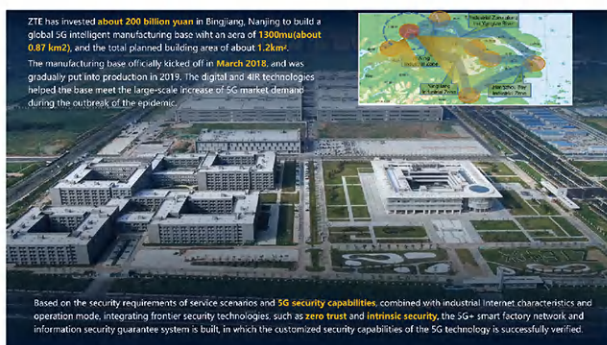 ZTE has invested about 200 billion yuan in Bingjiang, Nanjing to build a
global 5G intelligent manufacturing base wiht an aera of 1300mu(about
0.87 km2), and the total planned building area of about 1.2km².
The manufacturing base officially kicked off in March 2018, and was
gradually put into production in 2019. The digital and 4IR technologies
helped the base meet the large-scale increase of 5G market demand
during the outbreak of the epidemic.
Based on the security requirements of service scenarios and 5G security capabilities, combined with industrial Internet characteristics and
operation mode, integrating frontier security technologies, such as zero trust and intrinsic security, the 5G+ smart factory network and
information security guarantee system is built, in which the customized security capabilities of the 5G technology is successfully verified.